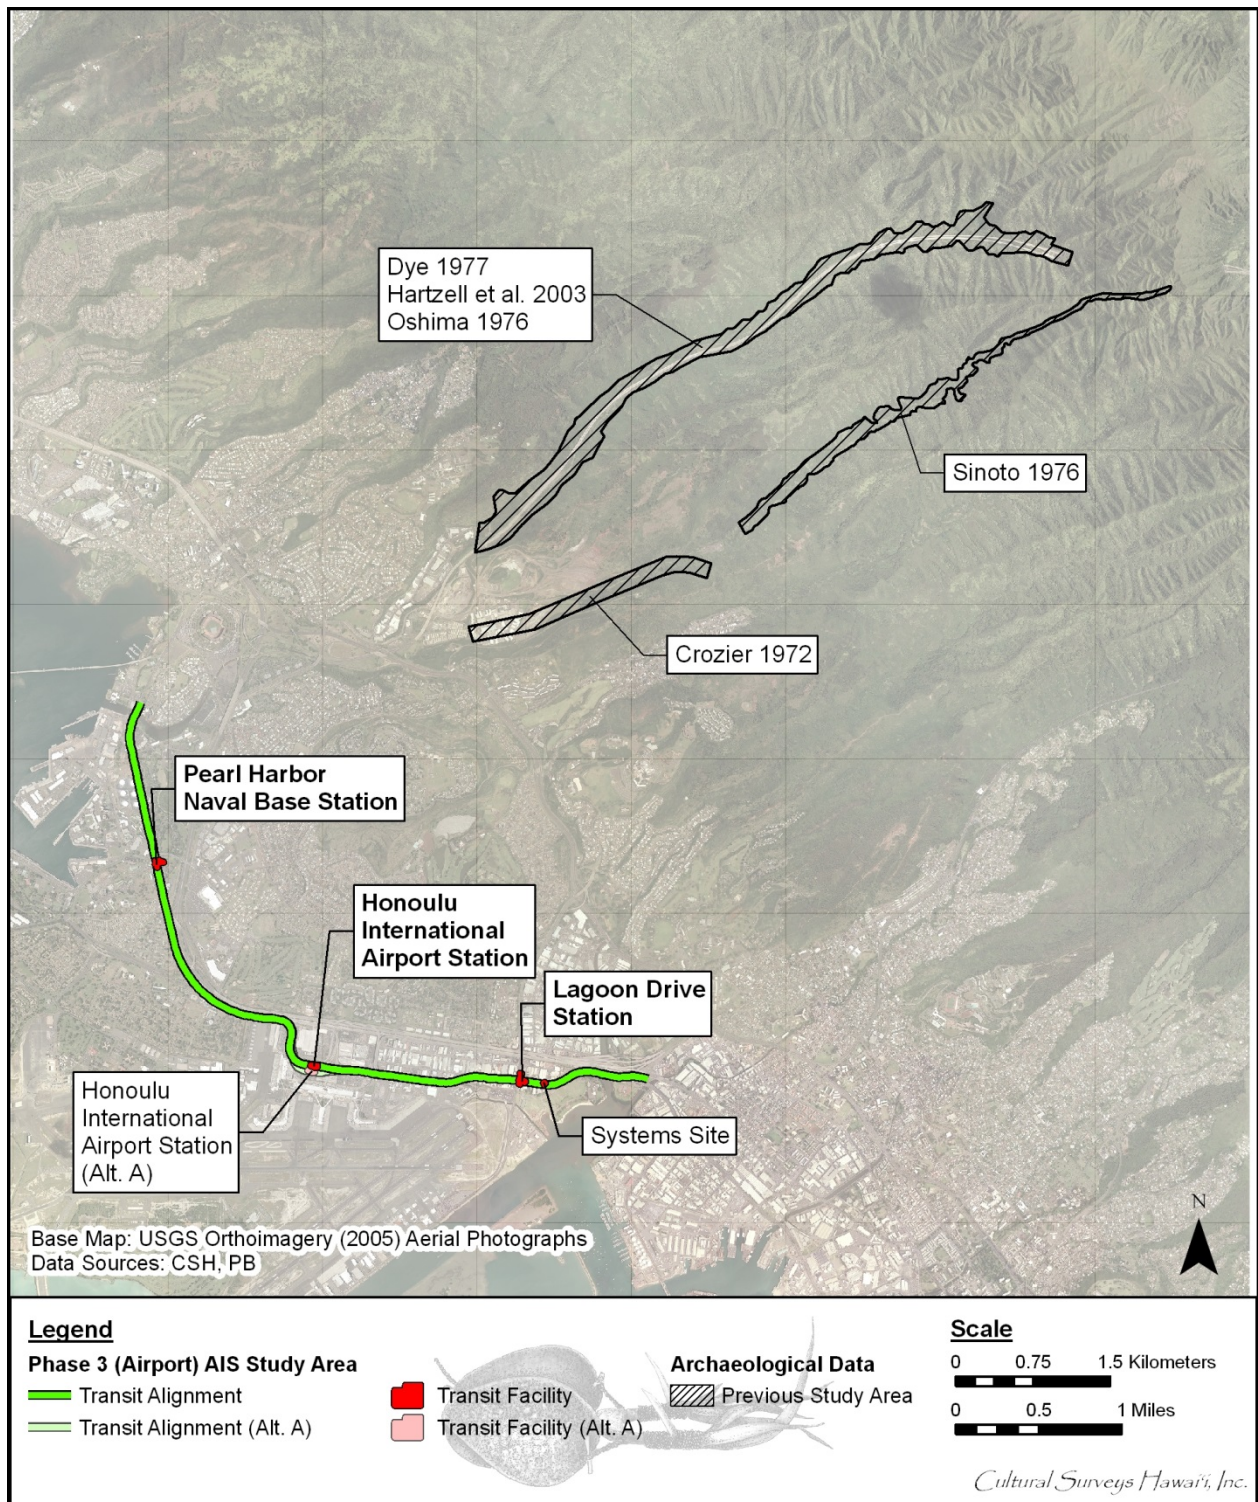 Dye 1977
Hartzell et al. 2003
Oshima 1976
Sinoto 1976
Crozier 1972
Pearl Harbor
Naval Base Station
Honoulu
International
Airport Station
Lagoon Drive
Station
Honoulu
International
Airport Station
(Alt. A)
Systems Site
N
Base Map: USGS Orthoimagery (2005) Aerial Photographs
Data Sources: CSH, PB
Legend
Phase 3 (Airport) AIS Study Area
Transit Alignment
Transit Alignment (Alt. A)
Transit Facility
Transit Facility (Alt. A)
Archaeological Data
Previous Study Area
Scale
0 0.75 1.5 Kilometers
0 0.5 1 Miles
Cultural Surveys Hawai'i, Inc.